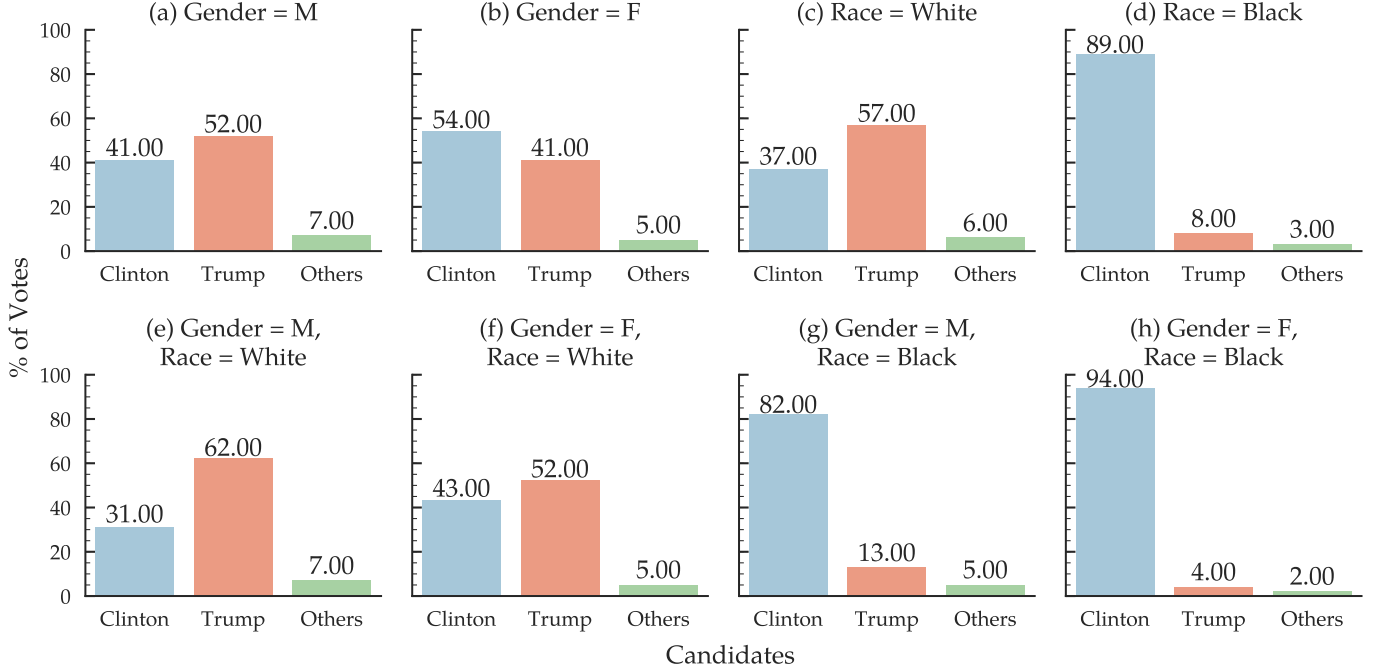 (a) Gender = M
(b) Gender = F
(c) Race = White
(d) Race = Black
% of Votes
100
80
60
40
20
0
41.00
52.00
7.00
54.00
41.00
5.00
37.00
57.00
6.00
89.00
8.00
3.00
Clinton Trump Others
Clinton Trump Others
Clinton Trump Others
Clinton Trump Others
(e) Gender = M,
Race = White
(f) Gender = F,
Race = White
(g) Gender = M,
Race = Black
(h) Gender = F,
Race = Black
100
80
60
40
20
0
31.00
62.00
7.00
43.00
52.00
5.00
82.00
13.00
5.00
94.00
4.00
2.00
Clinton Trump Others
Clinton Trump Others
Clinton Trump Others
Clinton Trump Others
Candidates